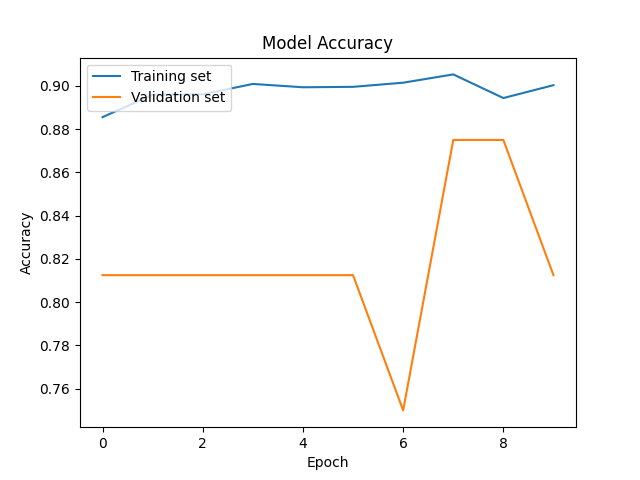 Model Accuracy
Training set
Validation set
0.90
0.88
0.86
0.84
0.82
0.80
0.78
0.76
Accuracy
0 2 4 6 8
Epoch